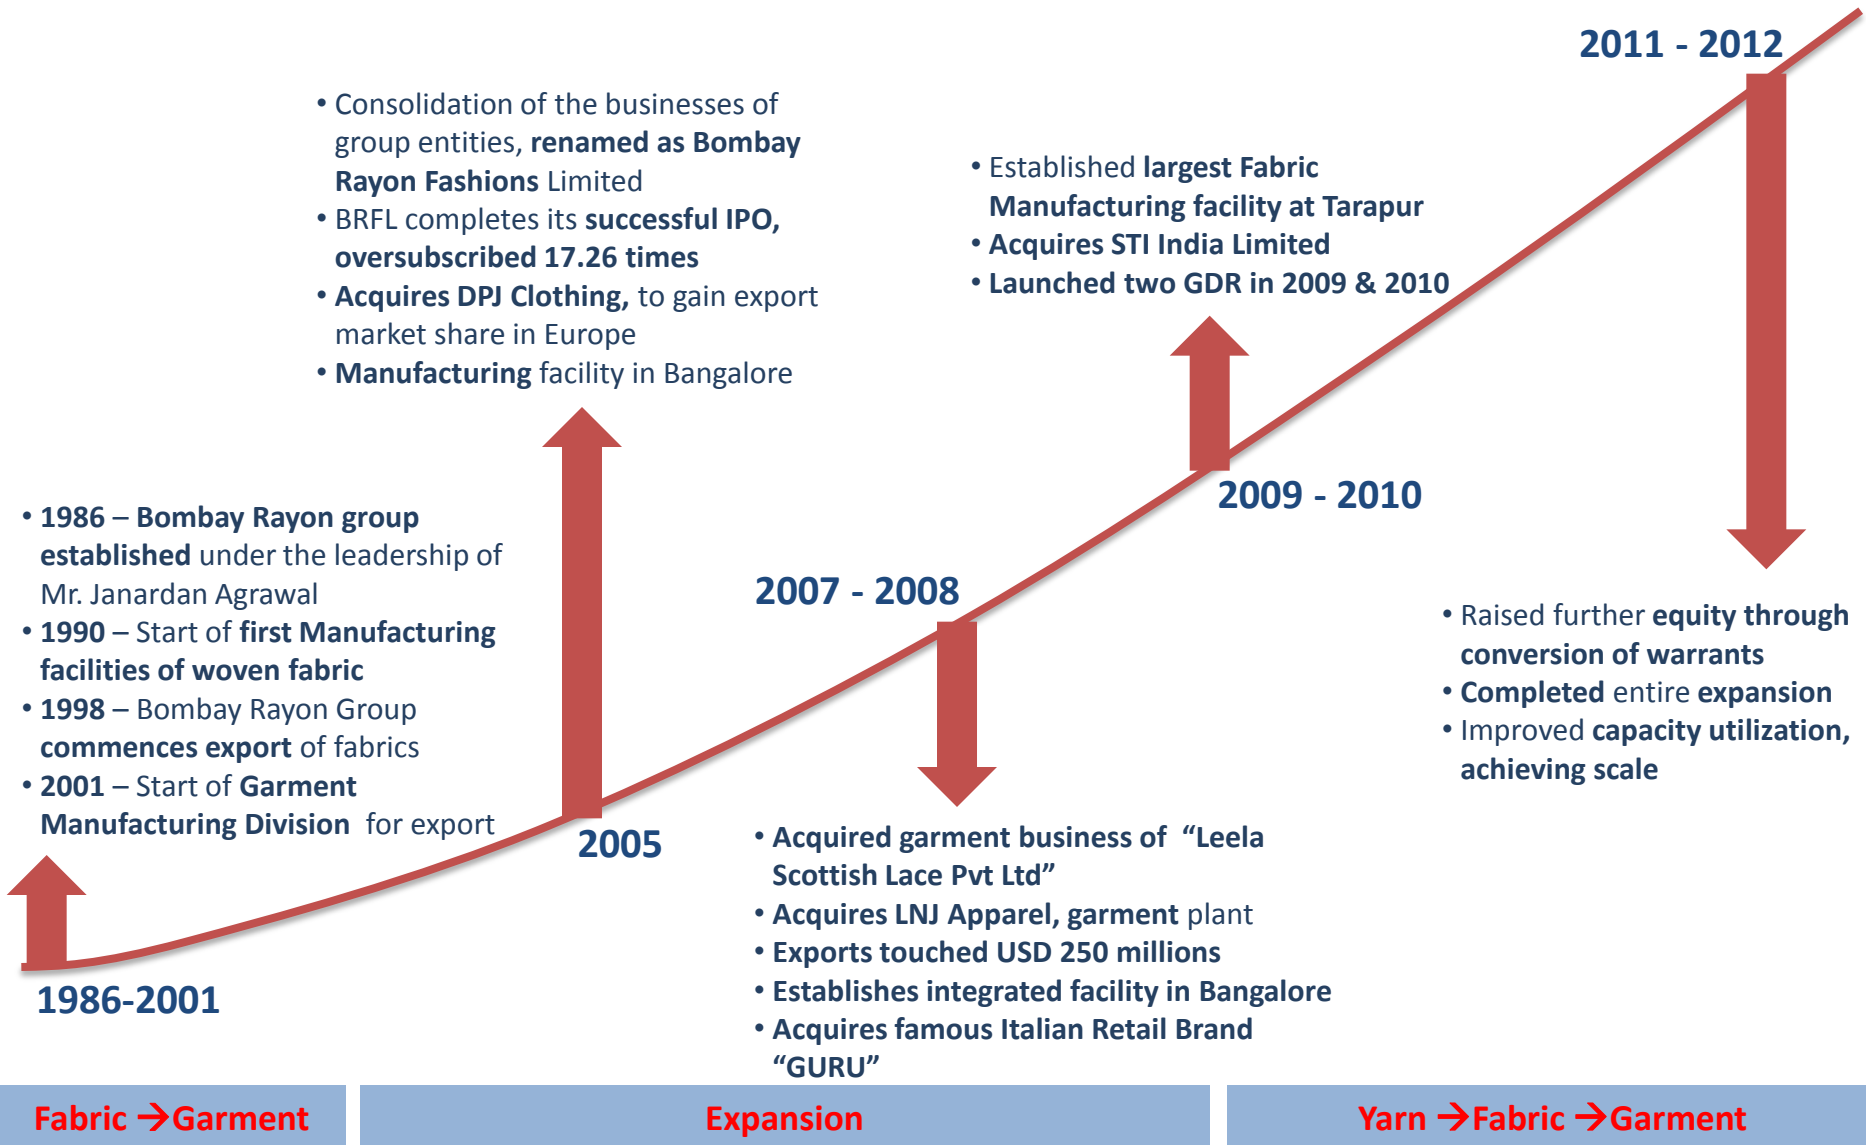 2011 - 2012
• Consolidation of the businesses of
group entities, renamed as Bombay
Rayon Fashions Limited
• BRFL completes its successful IPO,
oversubscribed 17.26 times
• Acquires DPJ Clothing, to gain export
market share in Europe
• Manufacturing facility in Bangalore
• Established largest Fabric
Manufacturing facility at Tarapur
• Acquires STI India Limited
• Launched two GDR in 2009 & 2010
2009 - 2010
• 1986 – Bombay Rayon group
established under the leadership of
Mr. Janardan Agrawal
• 1990 – Start of first Manufacturing
facilities of woven fabric
• 1998 – Bombay Rayon Group
commences export of fabrics
• 2001 – Start of Garment
Manufacturing Division for export
2007 - 2008
• Raised further equity through
conversion of warrants
• Completed entire expansion
• Improved capacity utilization,
achieving scale
2005
• Acquired garment business of “Leela
Scottish Lace Pvt Ltd”
• Acquires LNJ Apparel, garment plant
• Exports touched USD 250 millions
• Establishes integrated facility in Bangalore
• Acquires famous Italian Retail Brand
“GURU”
1986-2001
Fabric →Garment
Expansion
Yarn →Fabric →Garment